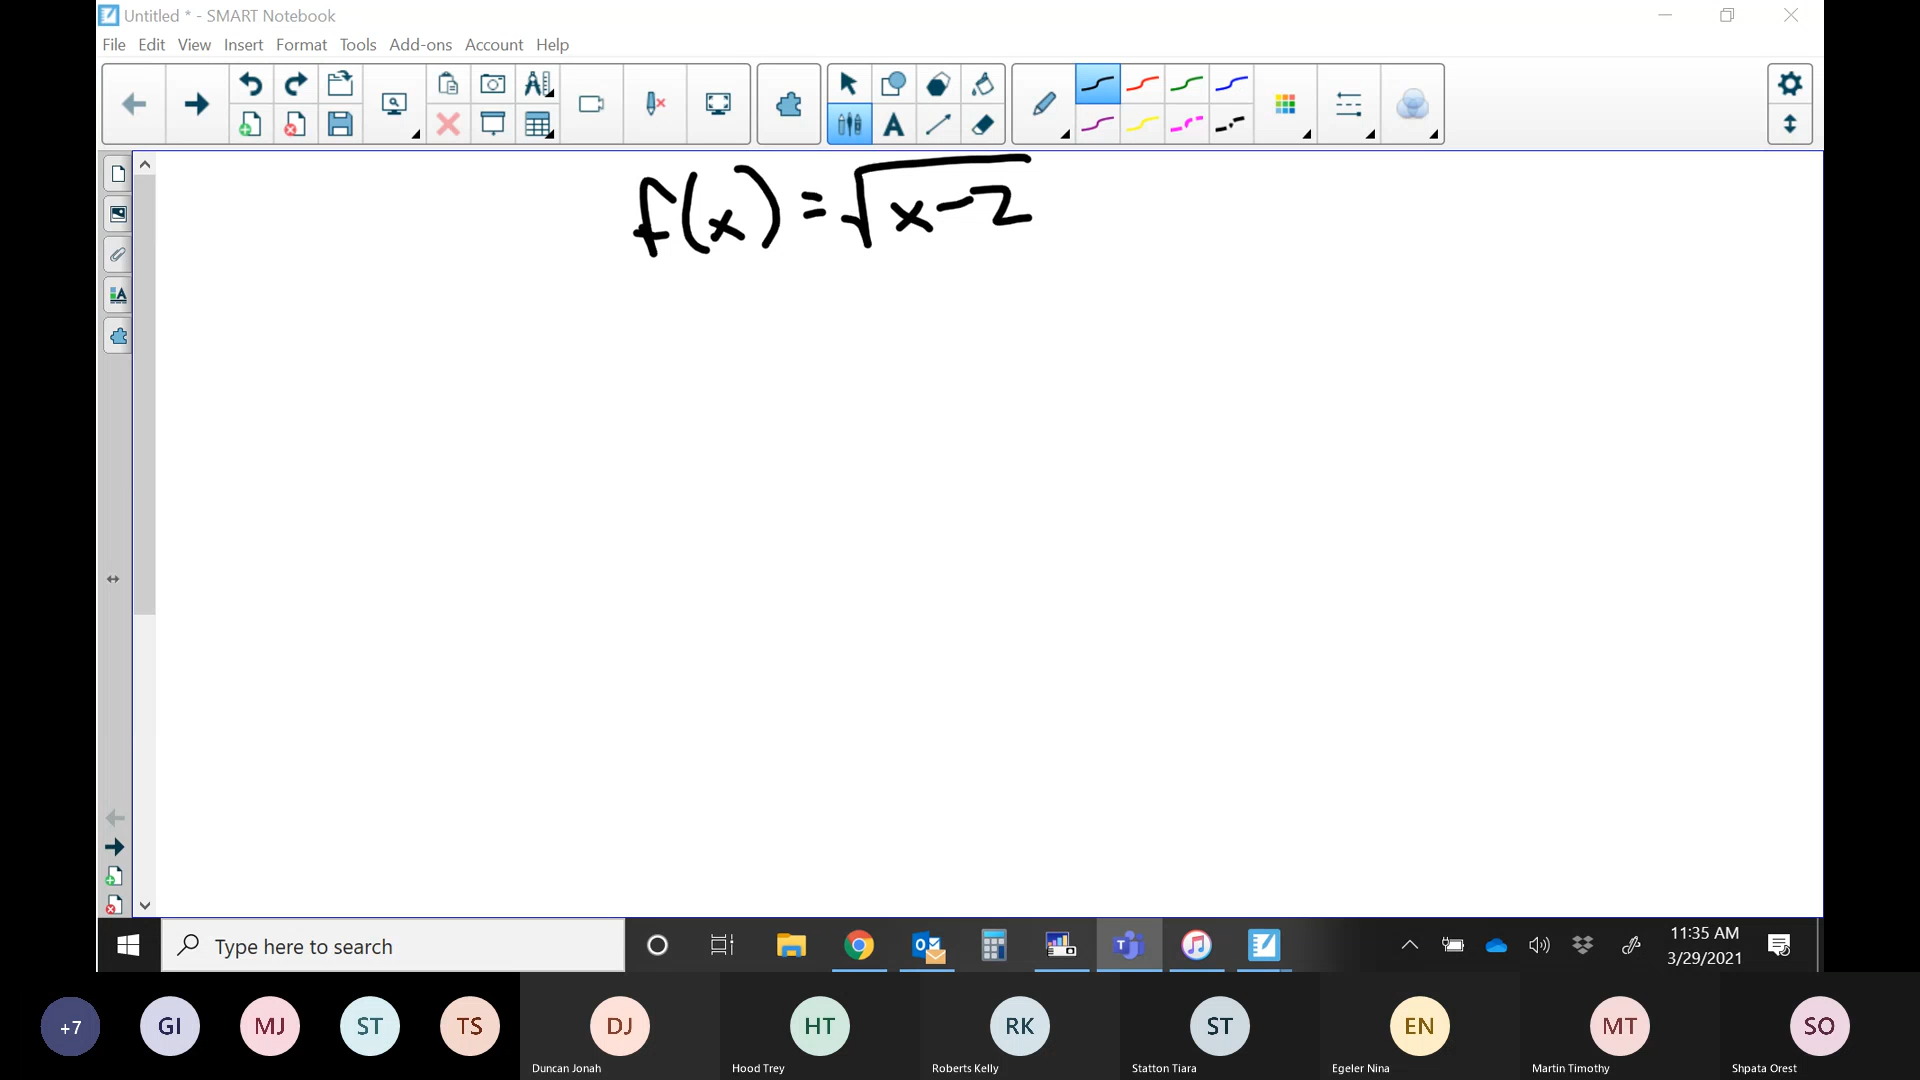 Untitled * - SMART Notebook
File Edit View Insert Format Tools Add-ons Account Help
f(x) = √x-2
Type here to search
11:35 AM
3/29/2021
+7 GI MJ ST TS DJ HT RK ST EN MT SO
Duncan Jonah Hood Trey Roberts Kelly Statton Tiara Egeler Nina Martin Timothy Shpata Orest